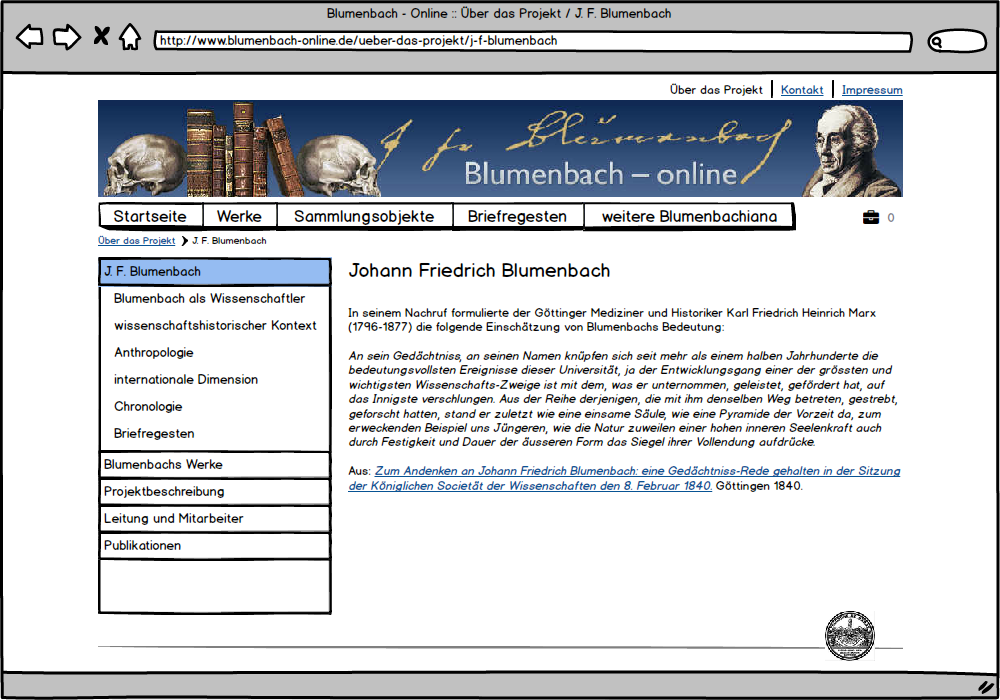 Blumenbach - Online :: Über das Projekt / J. F. Blumenbach
http://www.blumenbach-online.de/ueber-das-projekt/j-f-blumenbach
Über das Projekt Kontakt Impressum
J. Fr. Blumenbach
Blumenbach – online
Startseite Werke Sammlungsobjekte Briefregesten weitere Blumenbachiana 0
Über das Projekt J. F. Blumenbach
J. F. Blumenbach
Blumenbach als Wissenschaftler
wissenschaftshistorischer Kontext
Anthropologie
internationale Dimension
Chronologie
Briefregesten
Blumenbachs Werke
Projektbeschreibung
Leitung und Mitarbeiter
Publikationen
Johann Friedrich Blumenbach
In seinem Nachruf formulierte der Göttinger Mediziner und Historiker Karl Friedrich Heinrich Marx
(1796-1877) die folgende Einschätzung von Blumenbachs Bedeutung:
An sein Gedächtniss, an seinen Namen knüpfen sich seit mehr als einem halben Jahrhunderte die
bedeutungsvollsten Ereignisse dieser Universität, ja der Entwicklungsgang einer der grössten und
wichtigsten Wissenschafts-Zweige ist mit dem, was er unternommen, geleistet, gefördert hat, auf
das Innigste verschlungen. Aus der Reihe derjenigen, die mit ihm denselben Weg betreten, gestrebt,
geforscht hatten, stand er zuletzt wie eine einsame Säule, wie eine Pyramide der Vorzeit da, zum
erweckenden Beispiel uns Jüngeren, wie die Natur zuweilen einer hohen inneren Seelenkraft auch
durch Festigkeit und Dauer der äusseren Form das Siegel ihrer Vollendung aufdrücke.
Aus: Zum Andenken an Johann Friedrich Blumenbach: eine Gedächtniss-Rede gehalten in der Sitzung
der Königlichen Societät der Wissenschaften den 8. Februar 1840. Göttingen 1840.